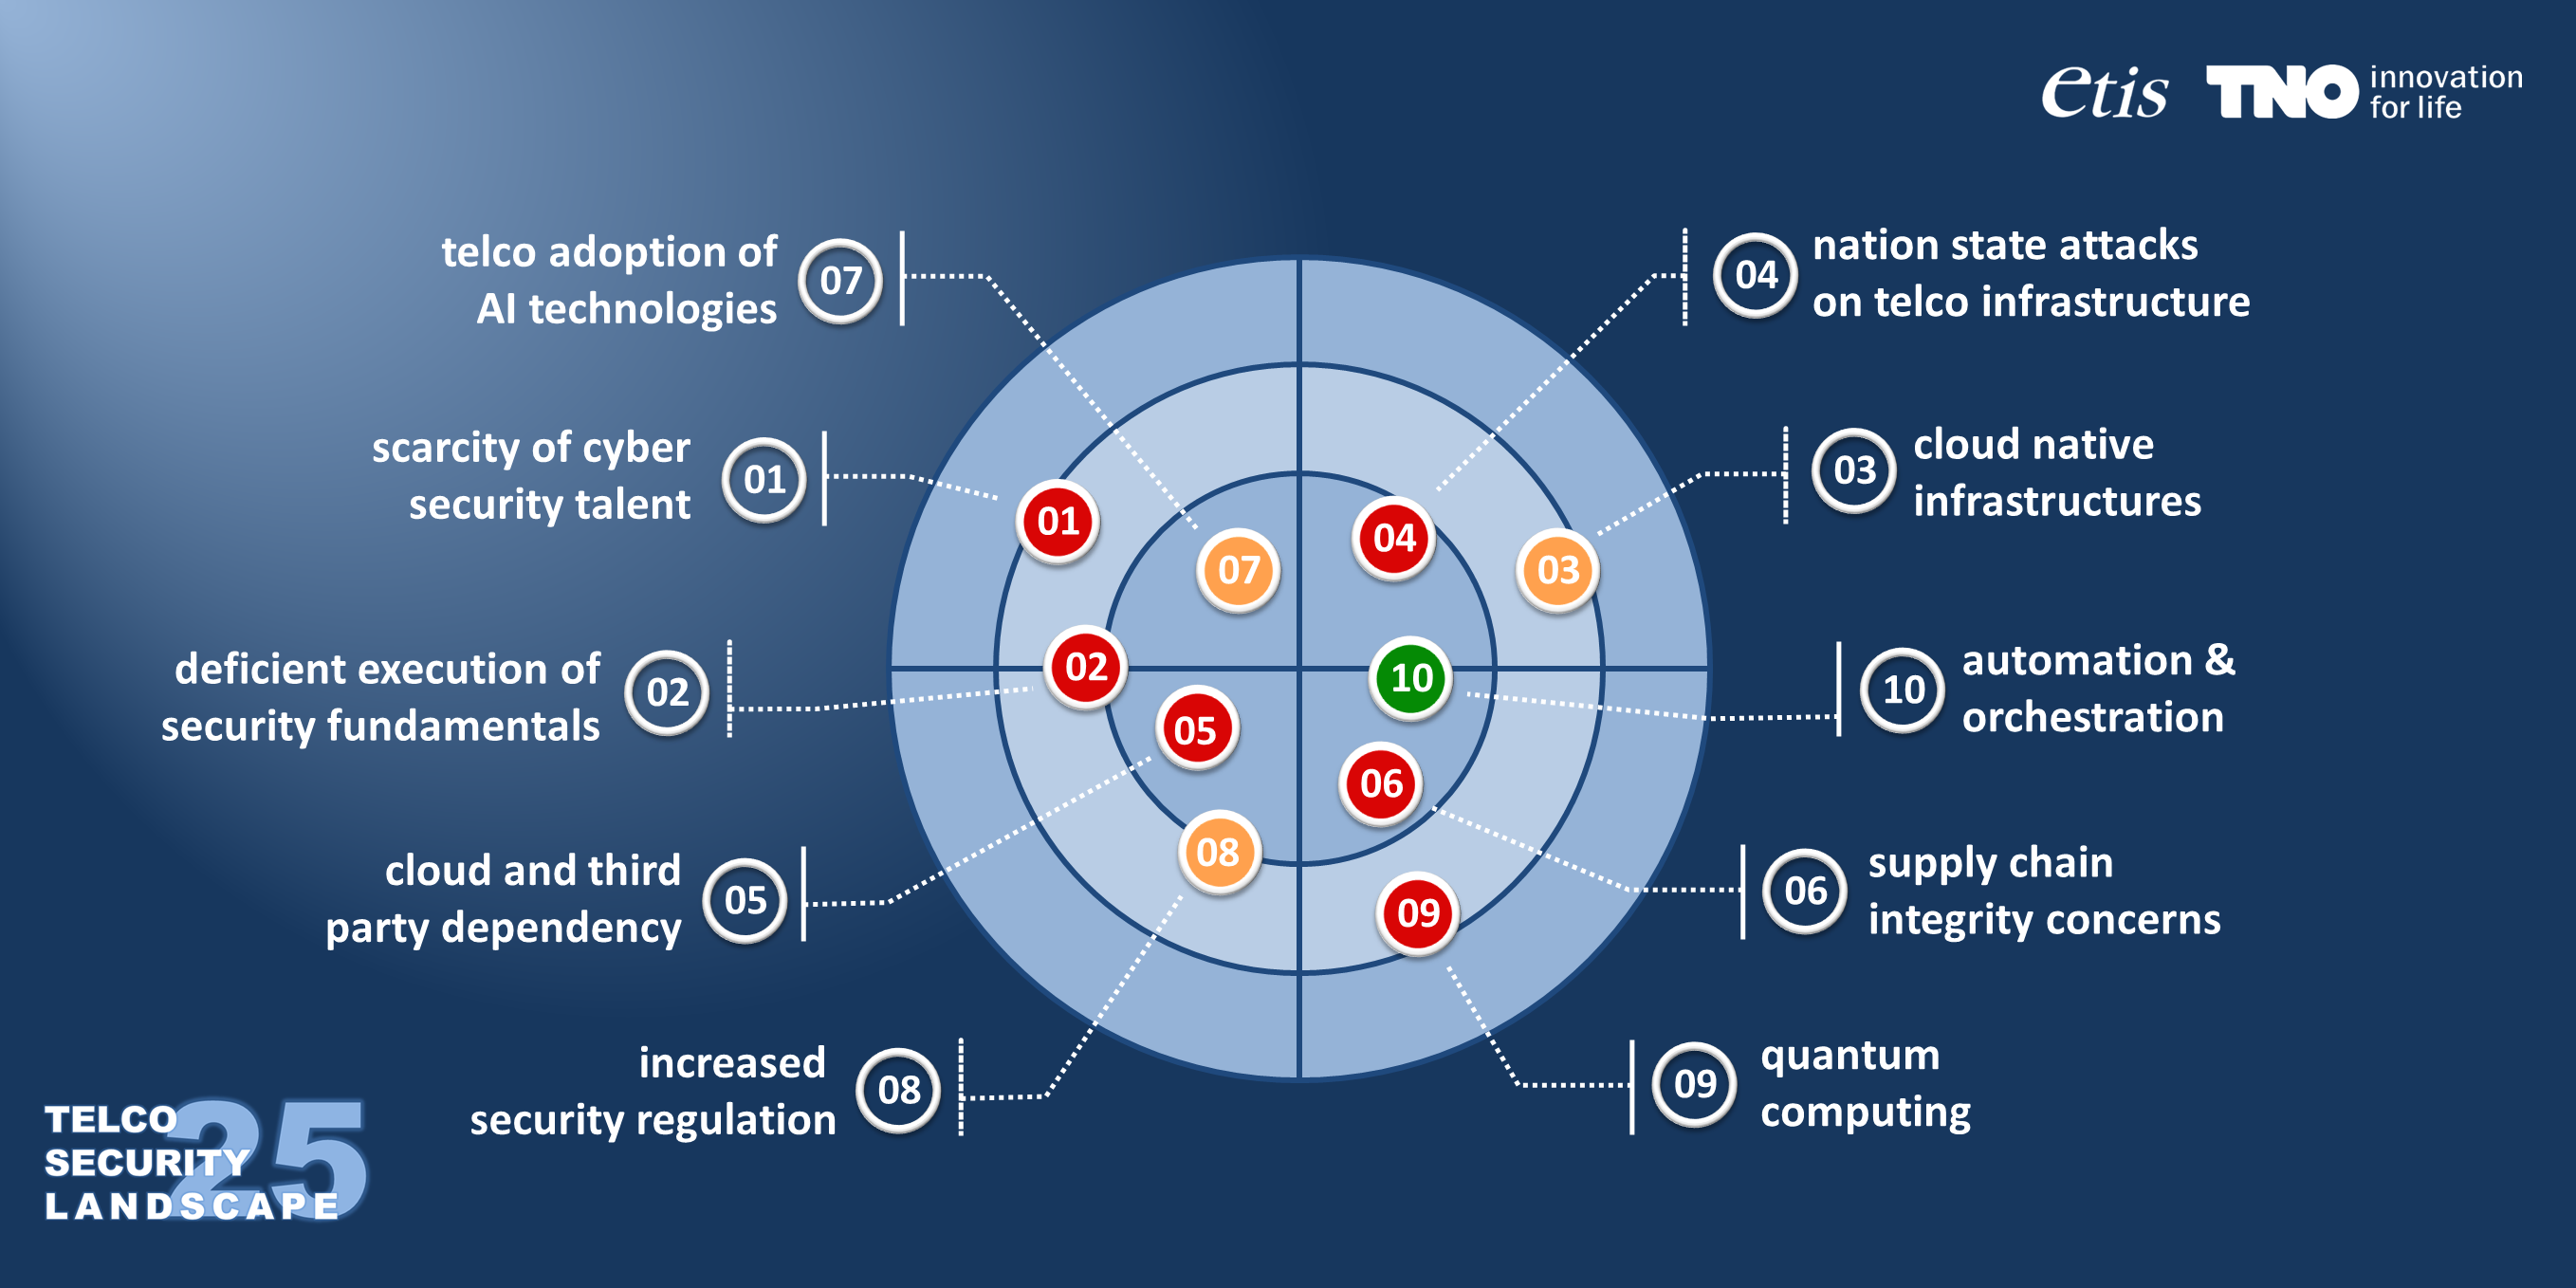 etis TNO innovation
for life
telco adoption of
AI technologies
07
scarcity of cyber
security talent
01
deficient execution of
security fundamentals
02
cloud and third
party dependency
05
increased
security regulation
08
04
nation state attacks
on telco infrastructure
03
cloud native
infrastructures
10
automation &
orchestration
06
supply chain
integrity concerns
09
quantum
computing
01
07
04
03
02
10
05
06
08
09
TELCO
SECURITY 25
LANDSCAPE